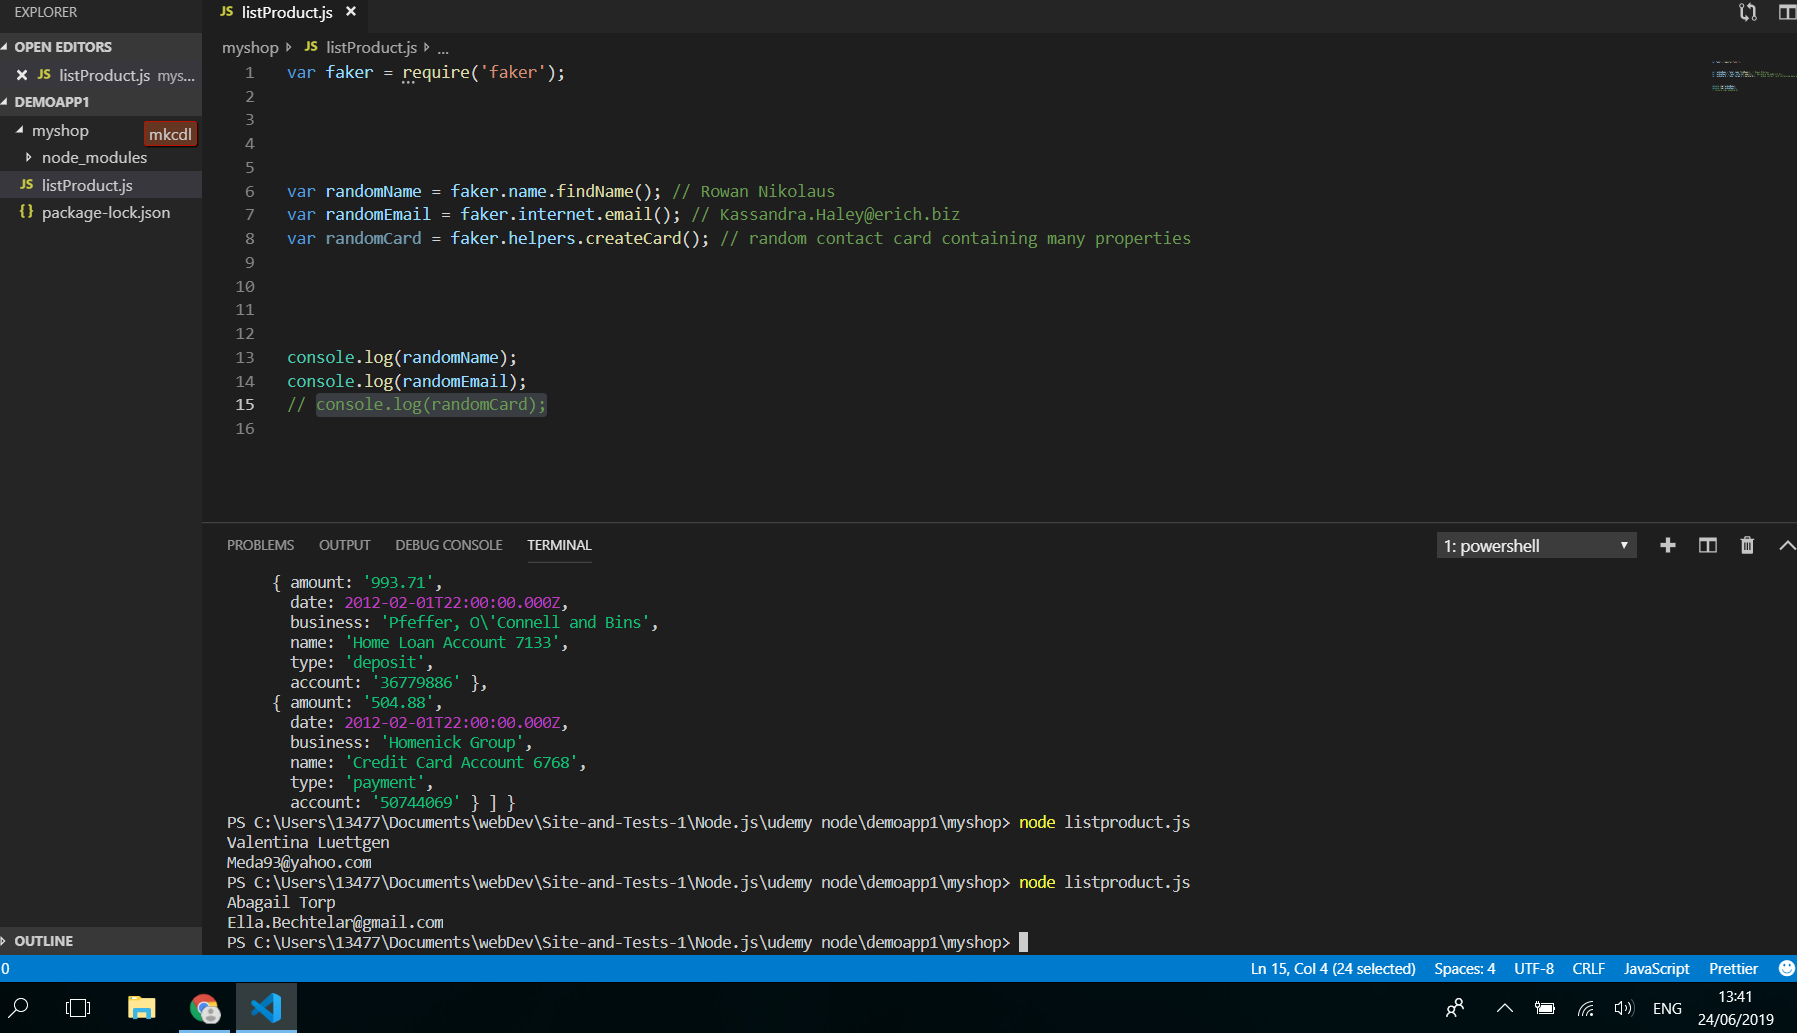 EXPLORER
OPEN EDITORS
JS listProduct.js mys...
DEMOAPP1
myshop
mkcdl
node_modules
JS listProduct.js
{} package-lock.json
OUTLINE
JS listProduct.js
myshop JS listProduct.js ...
1 var faker = require('faker');
2
3
4
5
6 var randomName = faker.name.findName(); // Rowan Nikolaus
7 var randomEmail = faker.internet.email(); // Kassandra.Haley@erich.biz
8 var randomCard = faker.helpers.createCard(); // random contact card containing many properties
9
10
11
12
13 console.log(randomName);
14 console.log(randomEmail);
15 // console.log(randomCard);
16
PROBLEMS OUTPUT DEBUG CONSOLE TERMINAL 1: powershell
{ amount: '993.71',
date: 2012-02-01T22:00:00.000Z,
business: 'Pfeffer, O\'Connell and Bins',
name: 'Home Loan Account 7133',
type: 'deposit',
account: '36779886' },
{ amount: '504.88',
date: 2012-02-01T22:00:00.000Z,
business: 'Homenick Group',
name: 'Credit Card Account 6768',
type: 'payment',
account: '50744069' } ] }
PS C:\Users\13477\Documents\webDev\Site-and-Tests-1\Node.js\udemy node\demoapp1\myshop> node listproduct.js
Valentina Luettgen
Meda93@yahoo.com
PS C:\Users\13477\Documents\webDev\Site-and-Tests-1\Node.js\udemy node\demoapp1\myshop> node listproduct.js
Abagail Torp
Ella.Bechtelar@gmail.com
PS C:\Users\13477\Documents\webDev\Site-and-Tests-1\Node.js\udemy node\demoapp1\myshop>
0 Ln 15, Col 4 (24 selected) Spaces: 4 UTF-8 CRLF JavaScript Prettier
ENG
13:41
24/06/2019